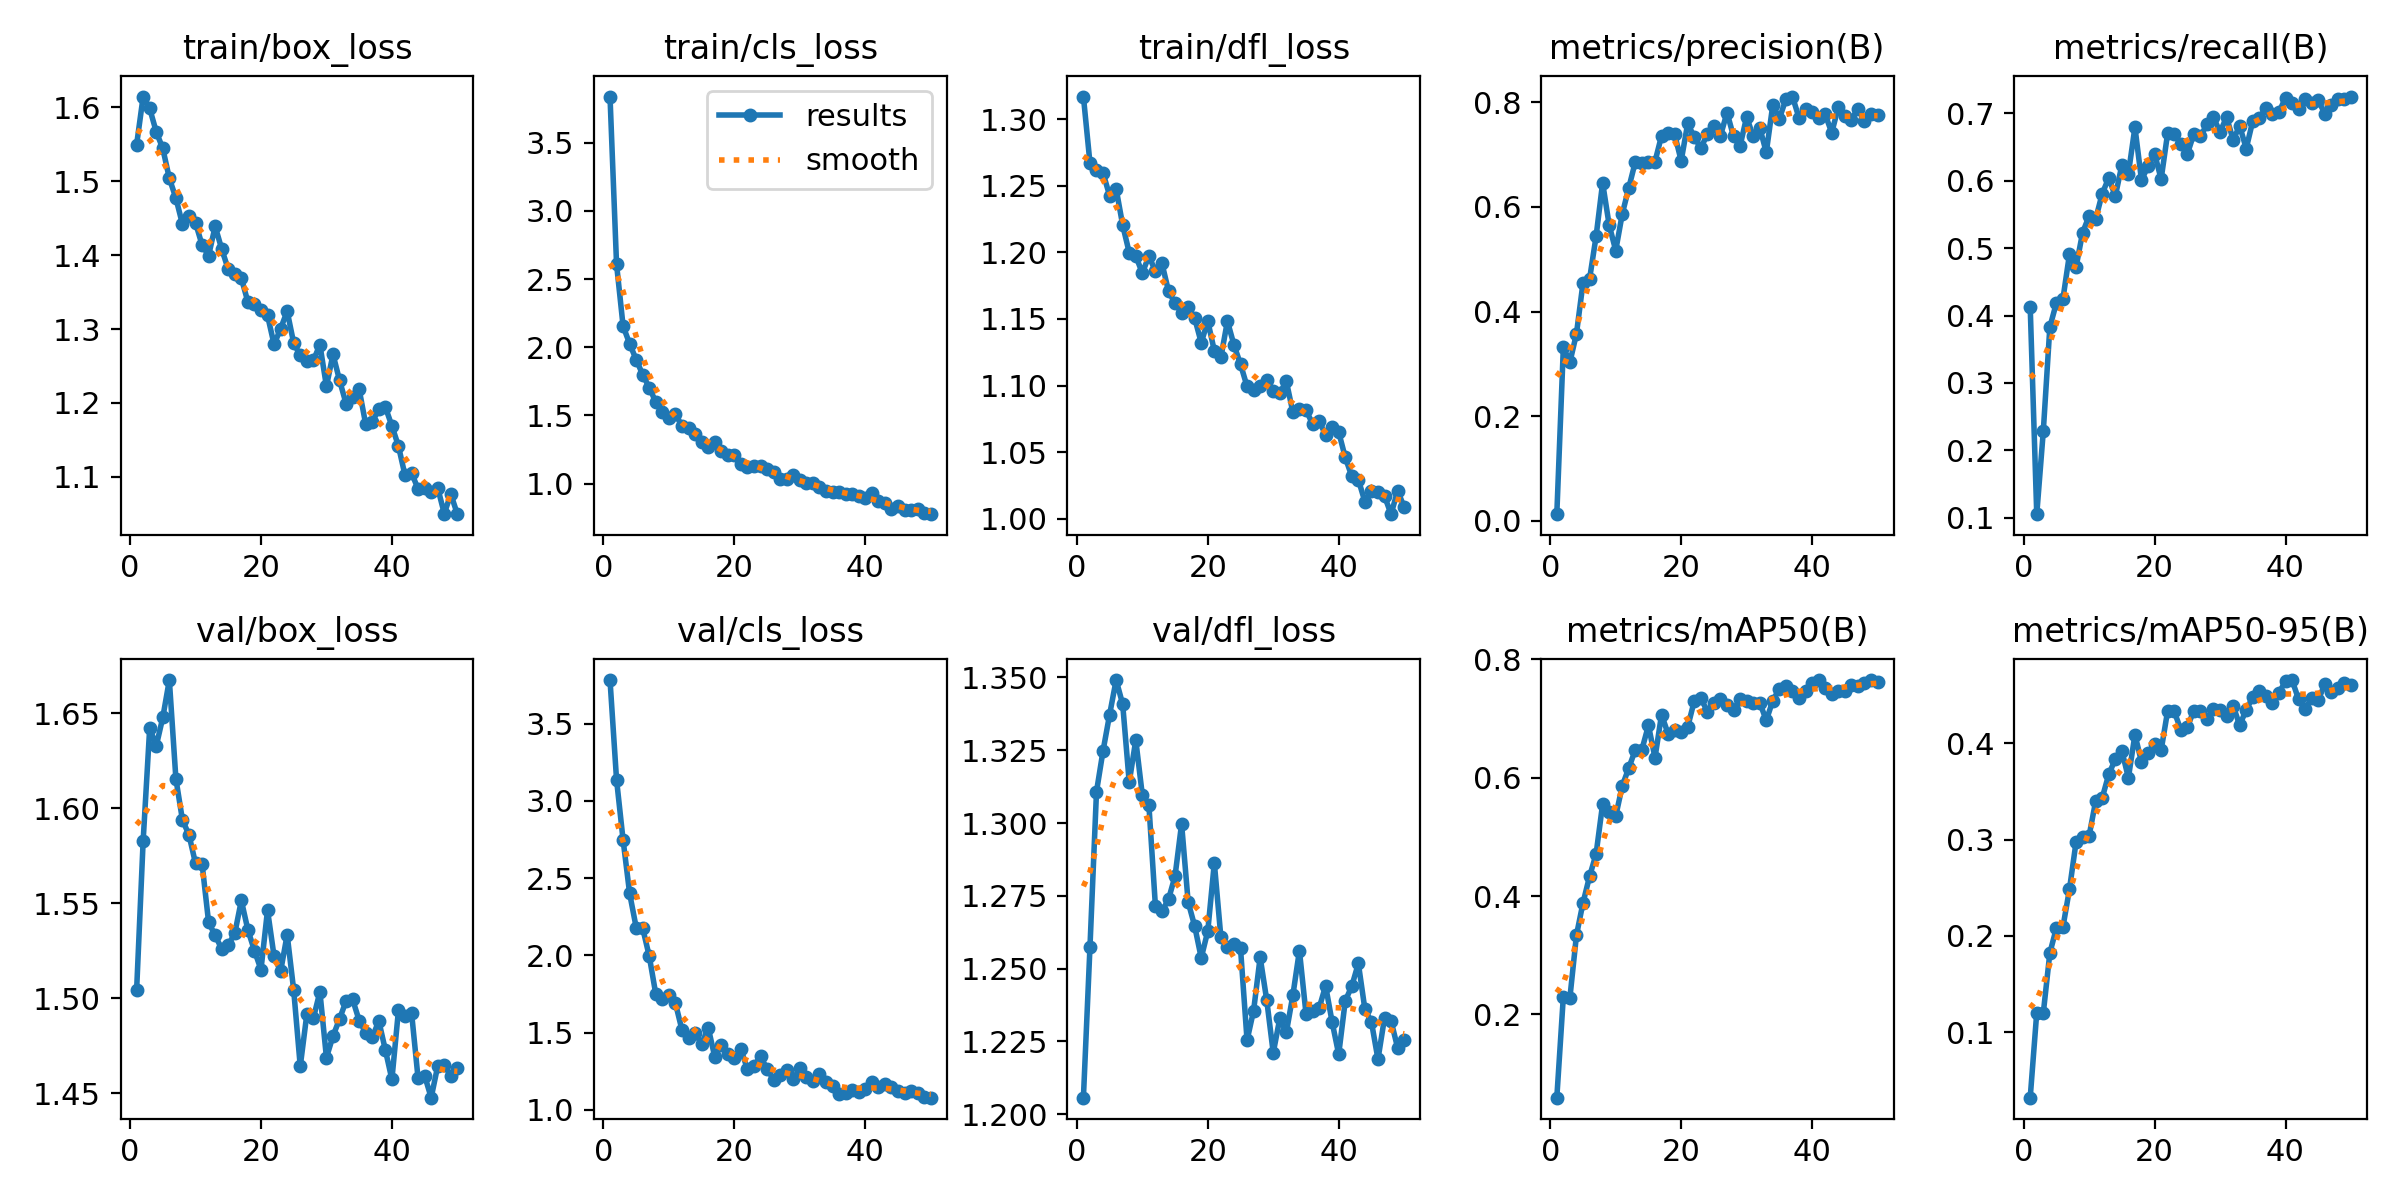 train/box_loss
1.6
1.5
1.4
1.3
1.2
1.1
0 20 40
train/cls_loss
results
smooth
3.5
3.0
2.5
2.0
1.5
1.0
0 20 40
train/dfl_loss
1.30
1.25
1.20
1.15
1.10
1.05
1.00
0 20 40
metrics/precision(B)
0.8
0.6
0.4
0.2
0.0
0 20 40
metrics/recall(B)
0.7
0.6
0.5
0.4
0.3
0.2
0.1
0 20 40
val/box_loss
1.65
1.60
1.55
1.50
1.45
0 20 40
val/cls_loss
3.5
3.0
2.5
2.0
1.5
1.0
0 20 40
val/dfl_loss
1.350
1.325
1.300
1.275
1.250
1.225
1.200
0 20 40
metrics/mAP50(B)
0.8
0.6
0.4
0.2
0 20 40
metrics/mAP50-95(B)
0.4
0.3
0.2
0.1
0 20 40